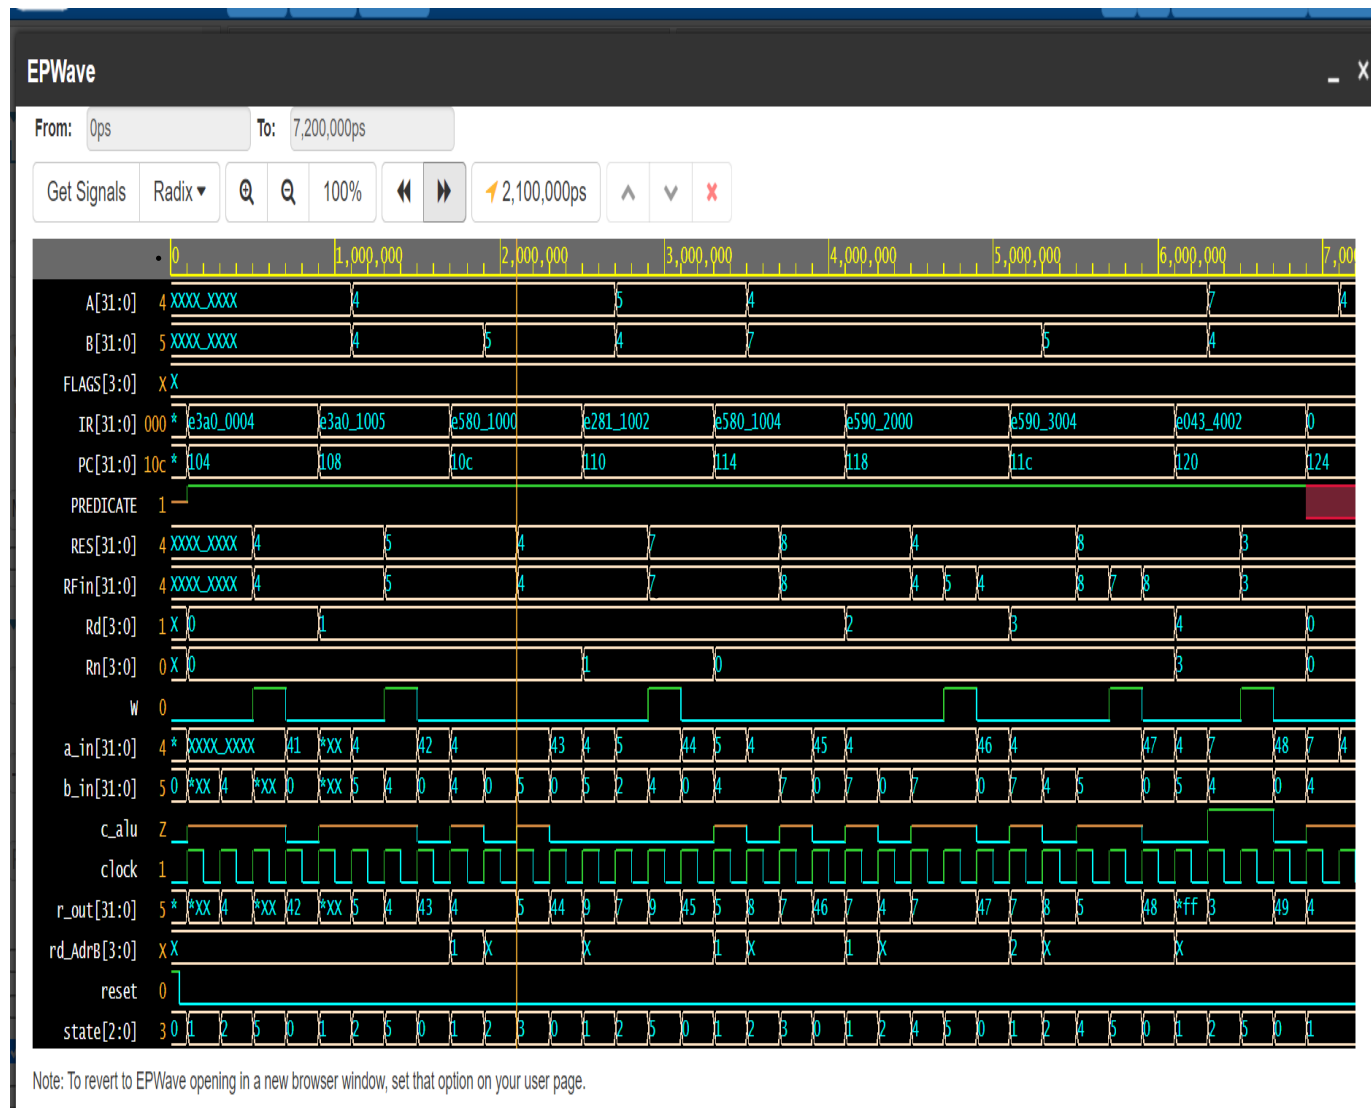 EPWave
From: 0ps To: 7,200,000ps
Get Signals Radix 100% 2,100,000ps
0 1,000,000 2,000,000 3,000,000 4,000,000 5,000,000 6,000,000 7,000
A[31:0] 4 XXXX_XXXX 4 5 4 7 4
B[31:0] 5 XXXX_XXXX 4 5 4 7 5 4
FLAGS[3:0] X X
IR[31:0] 000 * e3a0_0004 e3a0_1005 e580_1000 e281_1002 e580_1004 e590_2000 e590_3004 e043_4002 0
PC[31:0] 10c * 104 108 10c 110 114 118 11c 120 124
PREDICATE 1
RES[31:0] 4 XXXX_XXXX 4 5 4 7 8 4 8 3
RFin[31:0] 4 XXXX_XXXX 4 5 4 7 8 4 5 4 8 7 8 3
Rd[3:0] 1 X 0 1 2 3 4 0
Rn[3:0] 0 X 0 1 0 3 0
W 0
a_in[31:0] 4 * XXXX_XXXX 41 *XX 4 42 4 43 4 5 44 5 4 45 4 46 4 47 4 7 48 7 4
b_in[31:0] 5 0 *XX 4 *XX 0 *XX 5 4 0 4 0 5 0 5 2 4 0 4 7 0 7 0 7 0 7 4 5 0 5 4 0 4
c_alu Z
clock 1
r_out[31:0] 5 * *XX 4 *XX 42 *XX 5 4 43 4 5 44 9 7 9 45 5 8 7 46 7 4 7 47 7 8 5 48 *ff 3 49 4
rd_AdrB[3:0] X X 1 X X 1 X 1 X 2 X X
reset 0
state[2:0] 3 0 1 2 5 0 1 2 5 0 1 2 3 0 1 2 5 0 1 2 3 0 1 2 4 5 0 1 2 4 5 0 1 2 5 0 1
Note: To revert to EPWave opening in a new browser window, set that option on your user page.